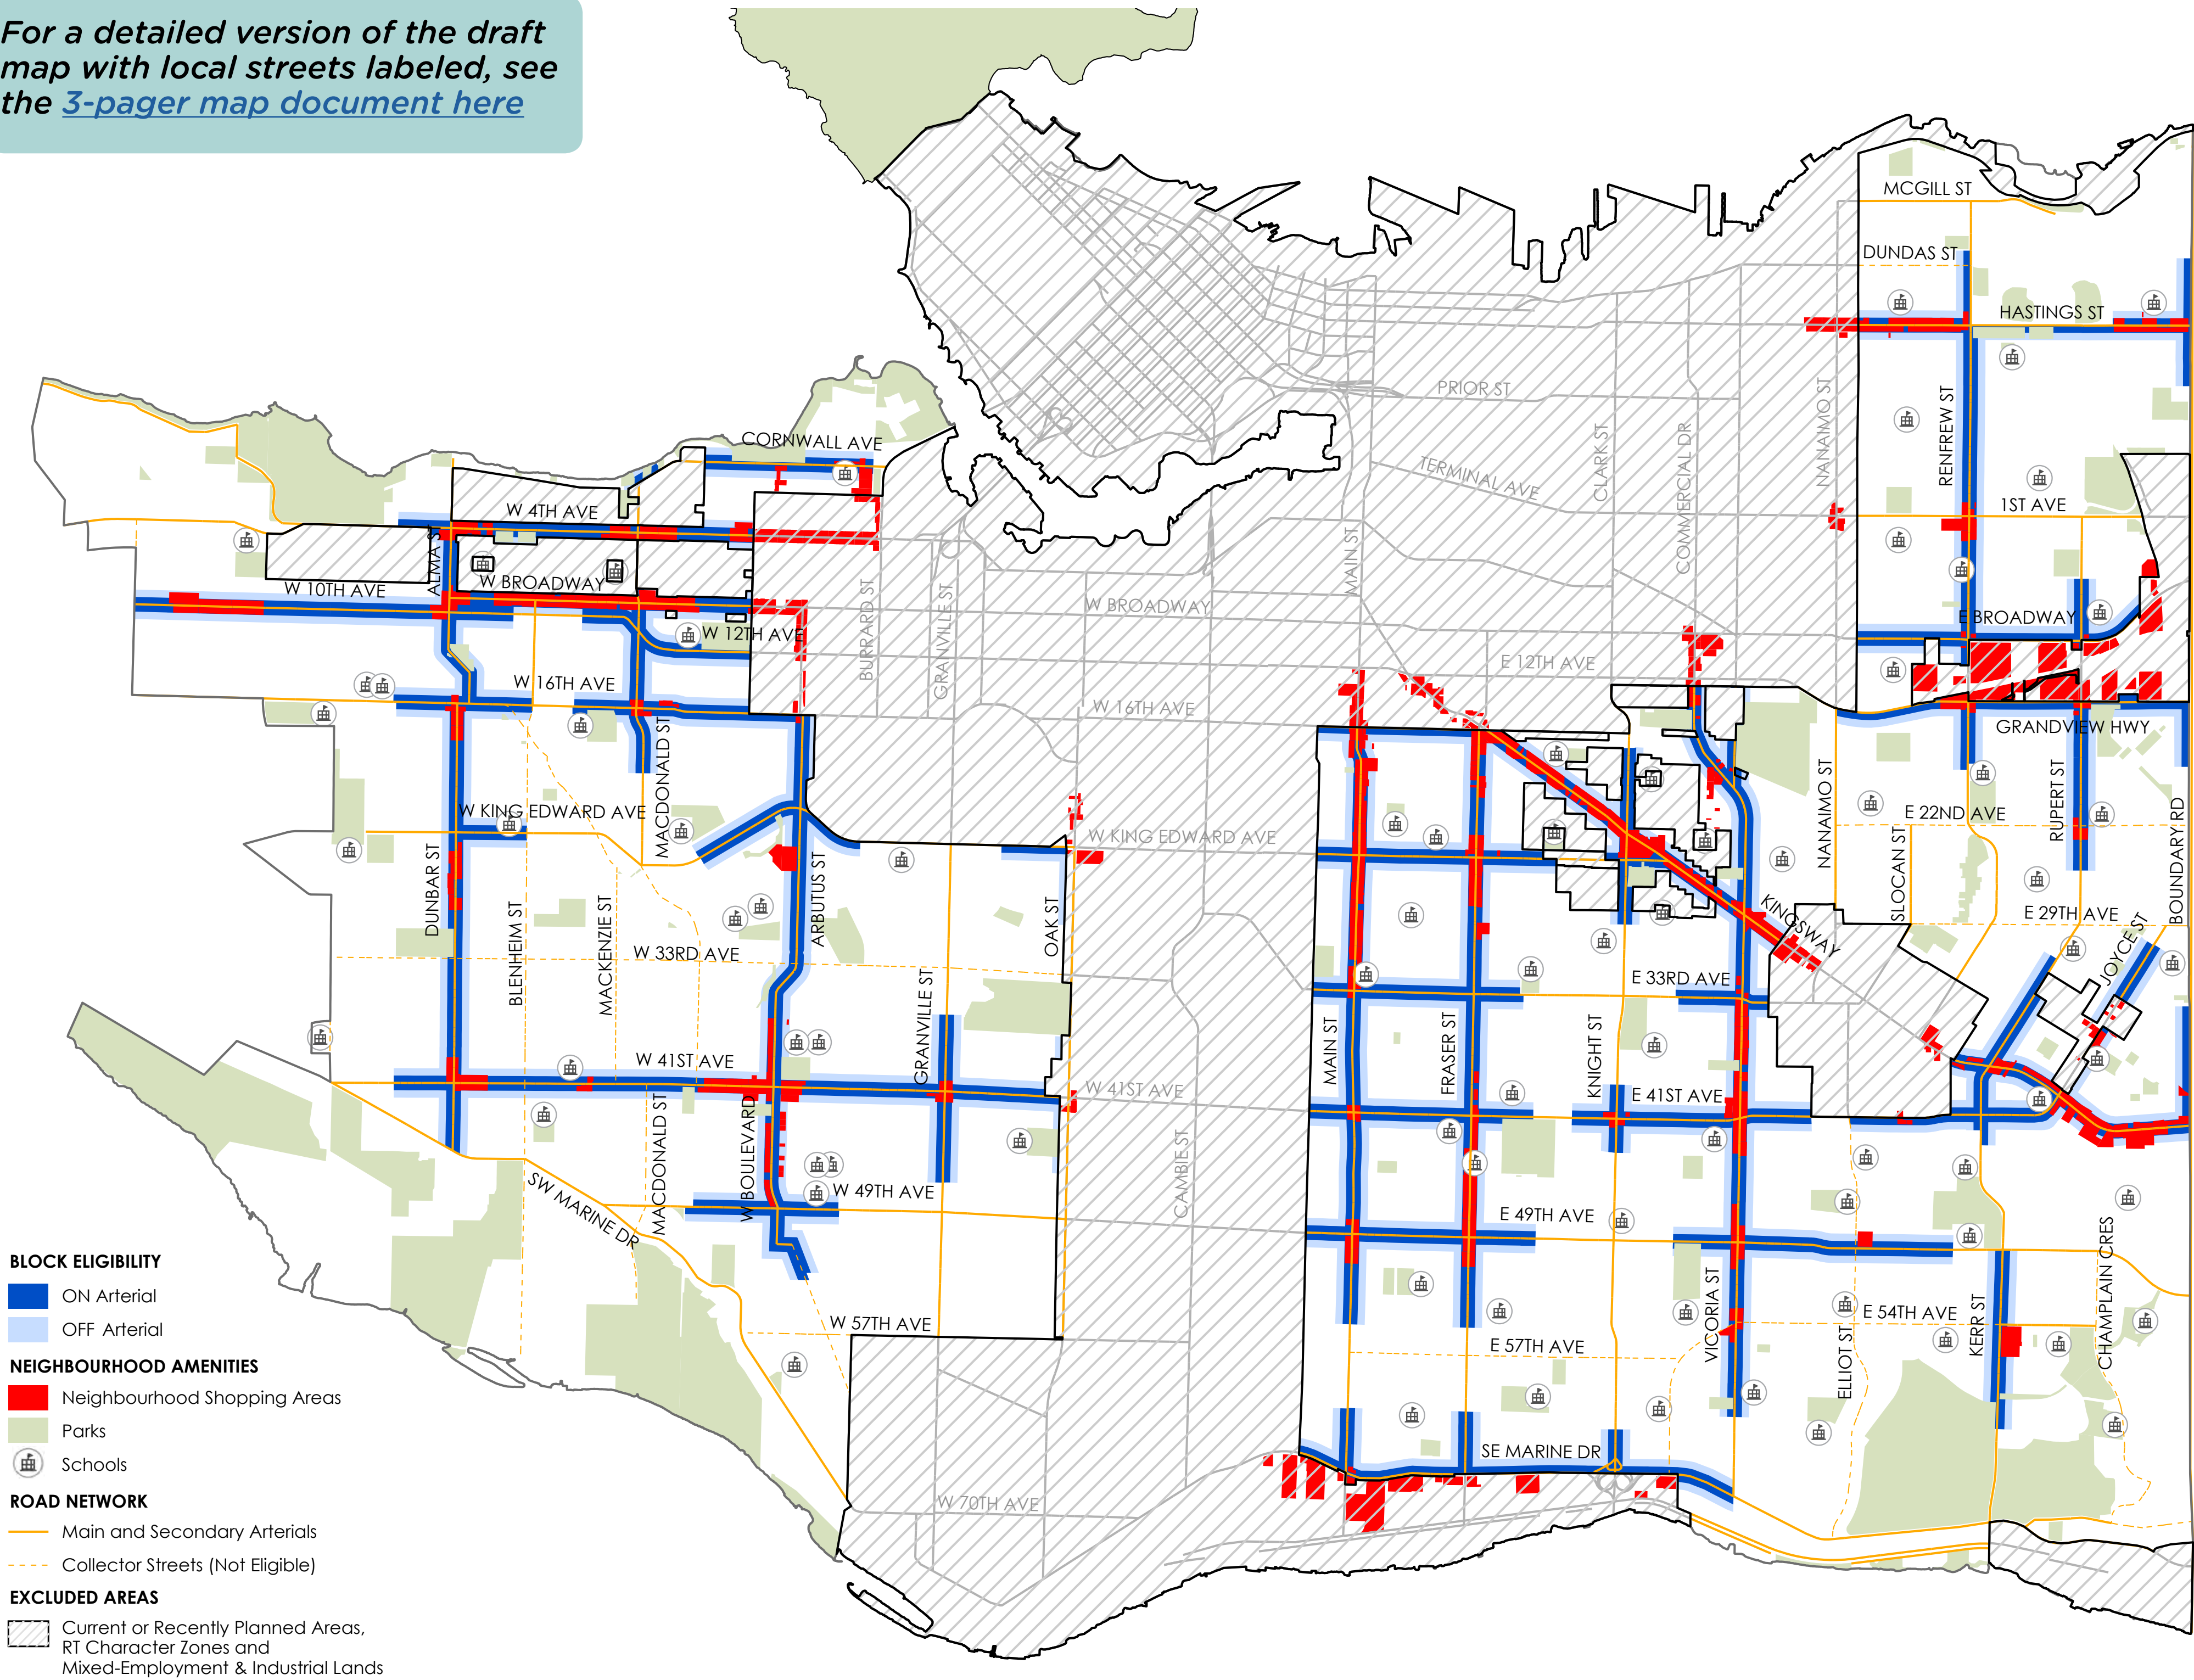 For a detailed version of the draft
map with local streets labeled, see
the 3-pager map document here
MCGILL ST
DUNDAS ST
HASTINGS ST
PRIOR ST
NANAIMO ST
RENFREW ST
CLARK ST
COMMERCIAL DR
TERMINAL AVE
MAIN ST
1ST AVE
CORNWALL AVE
W 4TH AVE
ALMA ST
W BROADWAY
W 10TH AVE
W 12TH AVE
BURRARD ST
GRANVILLE ST
W BROADWAY
E BROADWAY
E 12TH AVE
W 16TH AVE
W 16TH AVE
GRANDVIEW HWY
MACDONALD ST
W KING EDWARD AVE
W KING EDWARD AVE
NANAIMO ST
E 22ND AVE
RUPERT ST
BOUNDARY RD
SLOCAN ST
DUNBAR ST
BLENHEIM ST
MACKENZIE ST
ARBUTUS ST
OAK ST
KINGSWAY
E 29TH AVE
JOYCE ST
W 33RD AVE
E 33RD AVE
GRANVILLE ST
MAIN ST
FRASER ST
KNIGHT ST
W 41ST AVE
W 41ST AVE
E 41ST AVE
MACDONALD ST
W BOULEVARD
CAMBIE ST
W 49TH AVE
E 49TH AVE
SW MARINE DR
VICTORIA ST
ELLIOT ST
KERR ST
CHAMPLAIN CRES
E 54TH AVE
W 57TH AVE
E 57TH AVE
SE MARINE DR
W 70TH AVE
BLOCK ELIGIBILITY
ON Arterial
OFF Arterial
NEIGHBOURHOOD AMENITIES
Neighbourhood Shopping Areas
Parks
Schools
ROAD NETWORK
Main and Secondary Arterials
Collector Streets (Not Eligible)
EXCLUDED AREAS
Current or Recently Planned Areas,
RT Character Zones and
Mixed-Employment & Industrial Lands